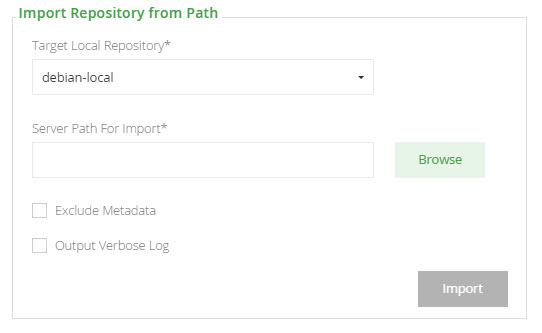 Import Repository from Path
Target Local Repository*
debian-local
Server Path For Import*
Browse
Exclude Metadata
Output Verbose Log
Import